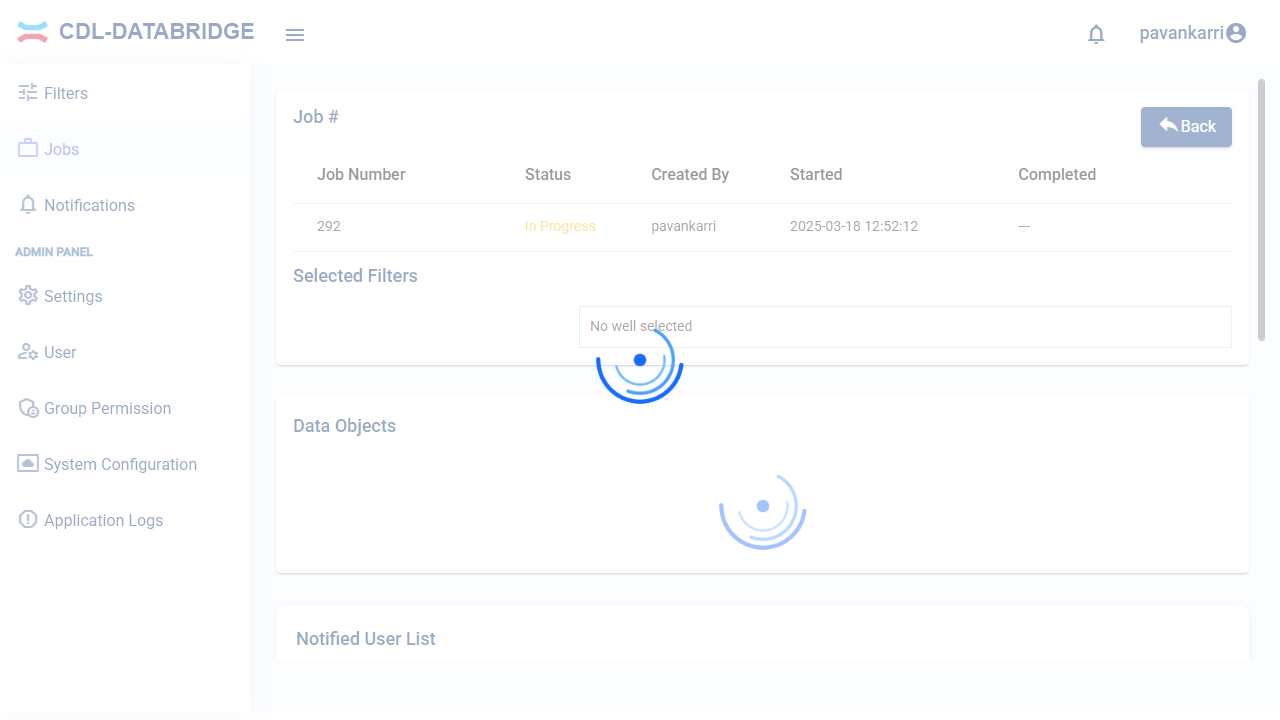 CDL-DATABRIDGE
pavankarri
Filters
Jobs
Notifications
ADMIN PANEL
Settings
User
Group Permission
System Configuration
Application Logs
Job #
Back
Job Number Status Created By Started Completed
292 In Progress pavankarri 2025-03-18 12:52:12 ---
Selected Filters
No well selected
Data Objects
Notified User List